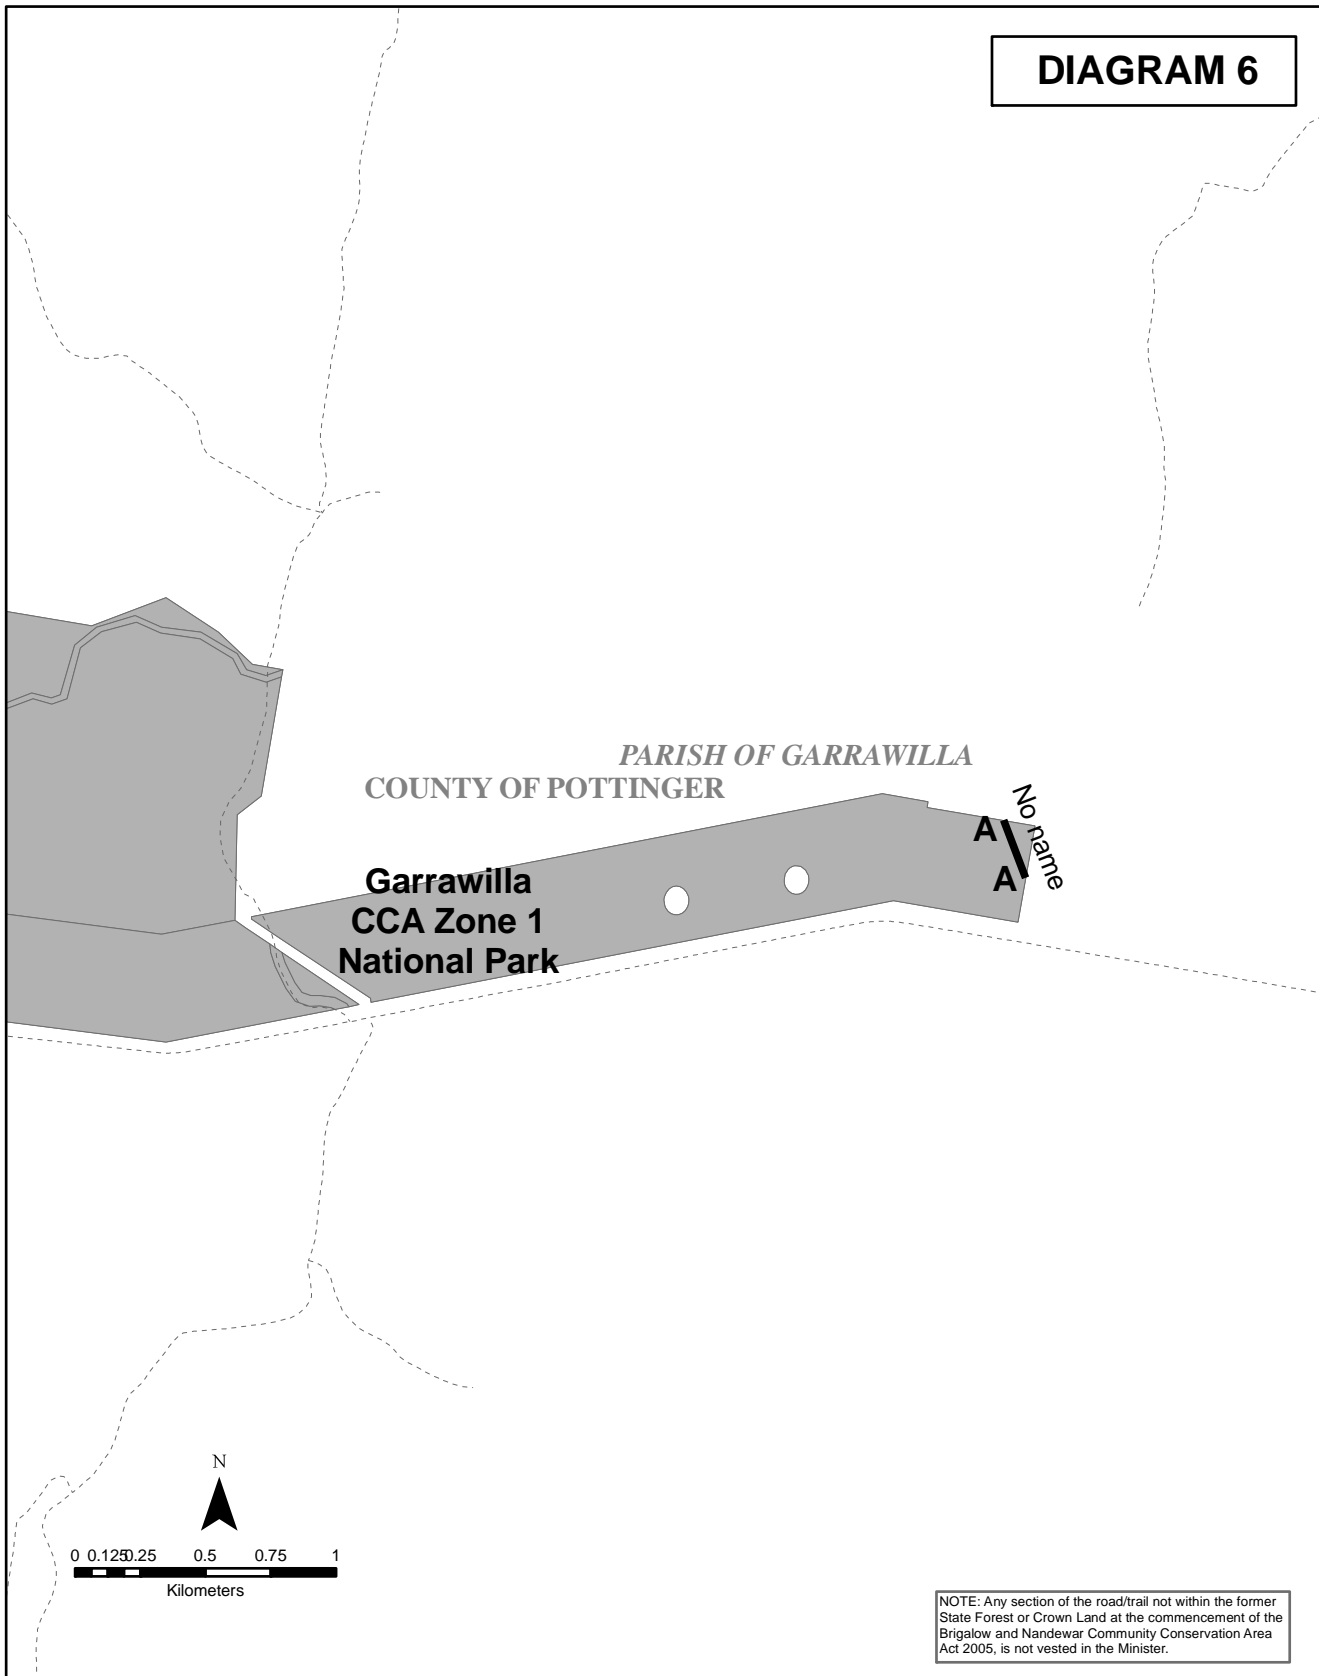 DIAGRAM 6
PARISH OF GARRAWILLA
COUNTY OF POTTINGER
No name
A
A
Garrawilla
CCA Zone 1
National Park
N
0 0.125 0.25 0.5 0.75 1
Kilometers
NOTE: Any section of the road/trail not within the former
State Forest or Crown Land at the commencement of the
Brigalow and Nandewar Community Conservation Area
Act 2005, is not vested in the Minister.